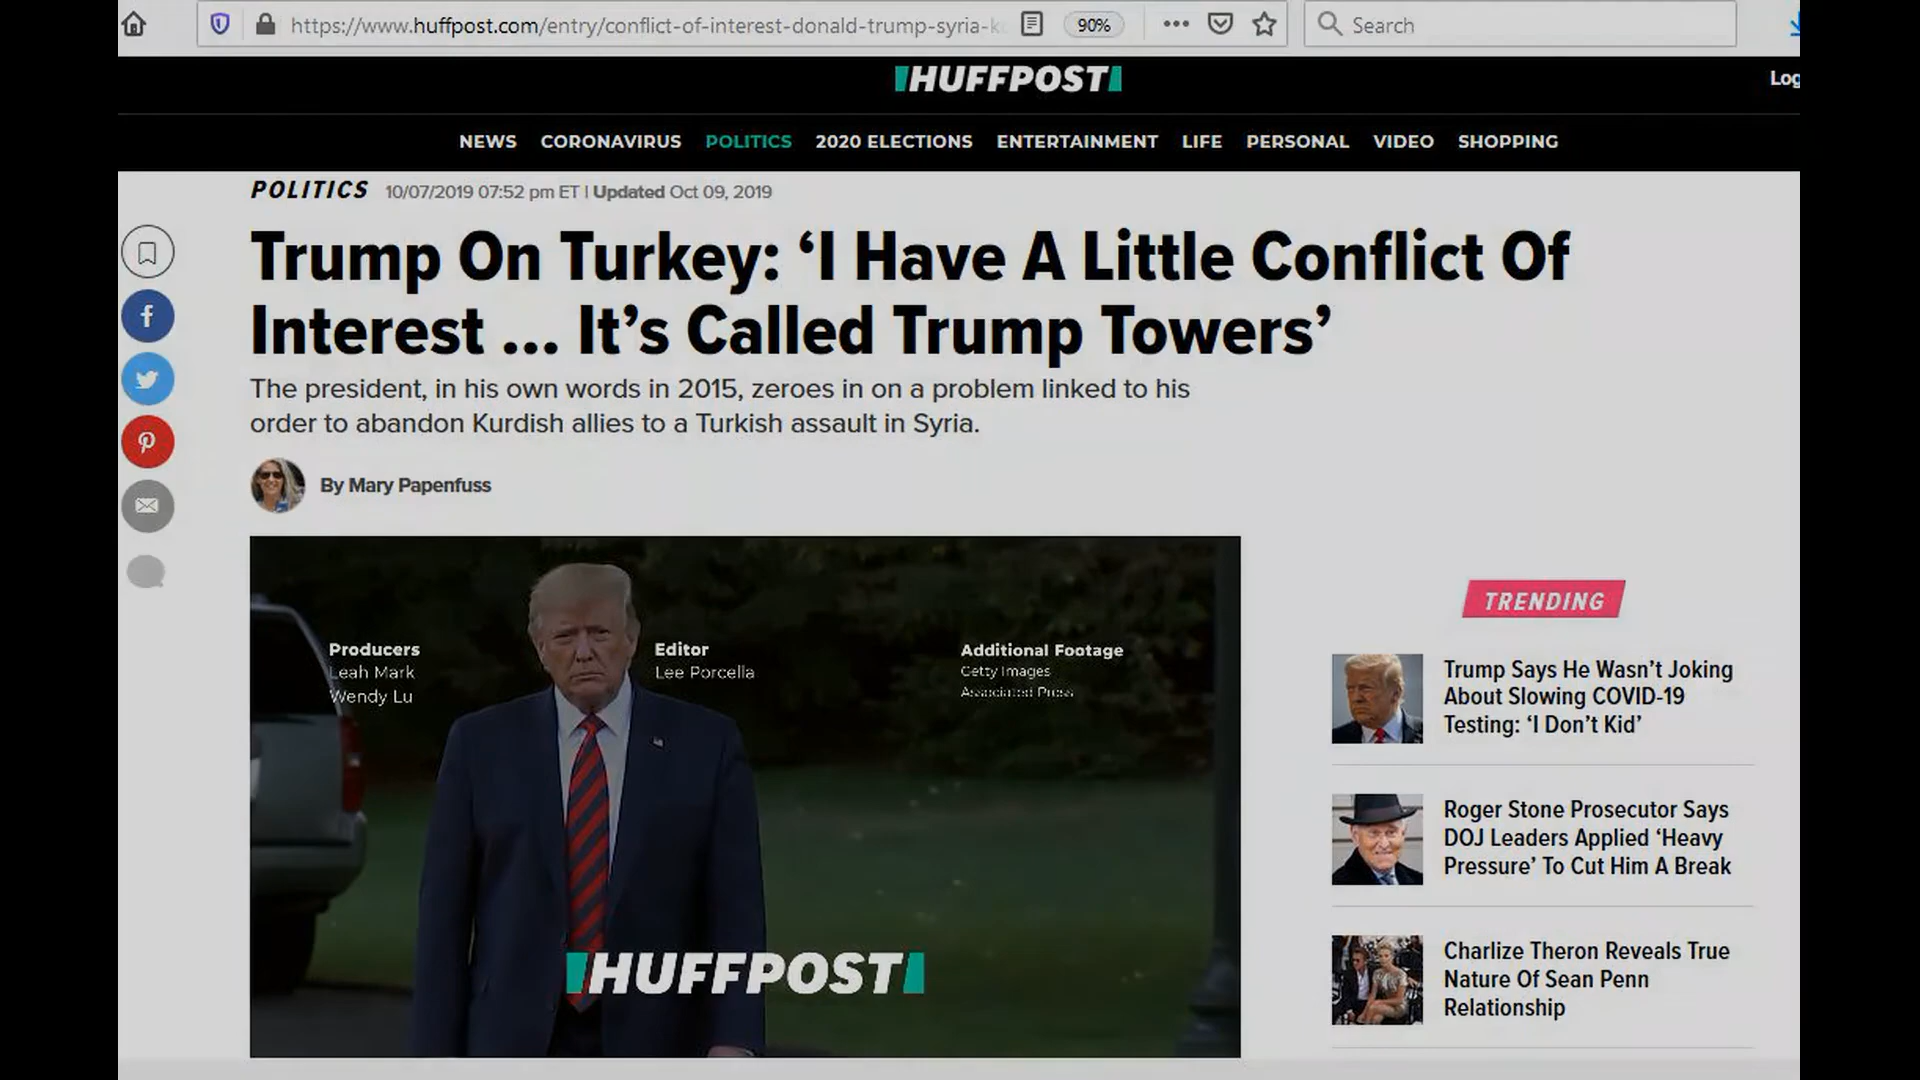 https://www.huffpost.com/entry/conflict-of-interest-donald-trump-syria-k
90%
Search
HUFFPOST
Log
NEWS CORONAVIRUS POLITICS 2020 ELECTIONS ENTERTAINMENT LIFE PERSONAL VIDEO SHOPPING
POLITICS 10/07/2019 07:52 pm ET | Updated Oct 09, 2019
Trump On Turkey: ‘I Have A Little Conflict Of
Interest ... It’s Called Trump Towers’
The president, in his own words in 2015, zeroes in on a problem linked to his
order to abandon Kurdish allies to a Turkish assault in Syria.
By Mary Papenfuss
Producers
Leah Mark
Wendy Lu
Editor
Lee Porcella
Additional Footage
Getty Images
Associated Press
HUFFPOST
TRENDING
Trump Says He Wasn’t Joking
About Slowing COVID-19
Testing: ‘I Don’t Kid’
Roger Stone Prosecutor Says
DOJ Leaders Applied ‘Heavy
Pressure’ To Cut Him A Break
Charlize Theron Reveals True
Nature Of Sean Penn
Relationship